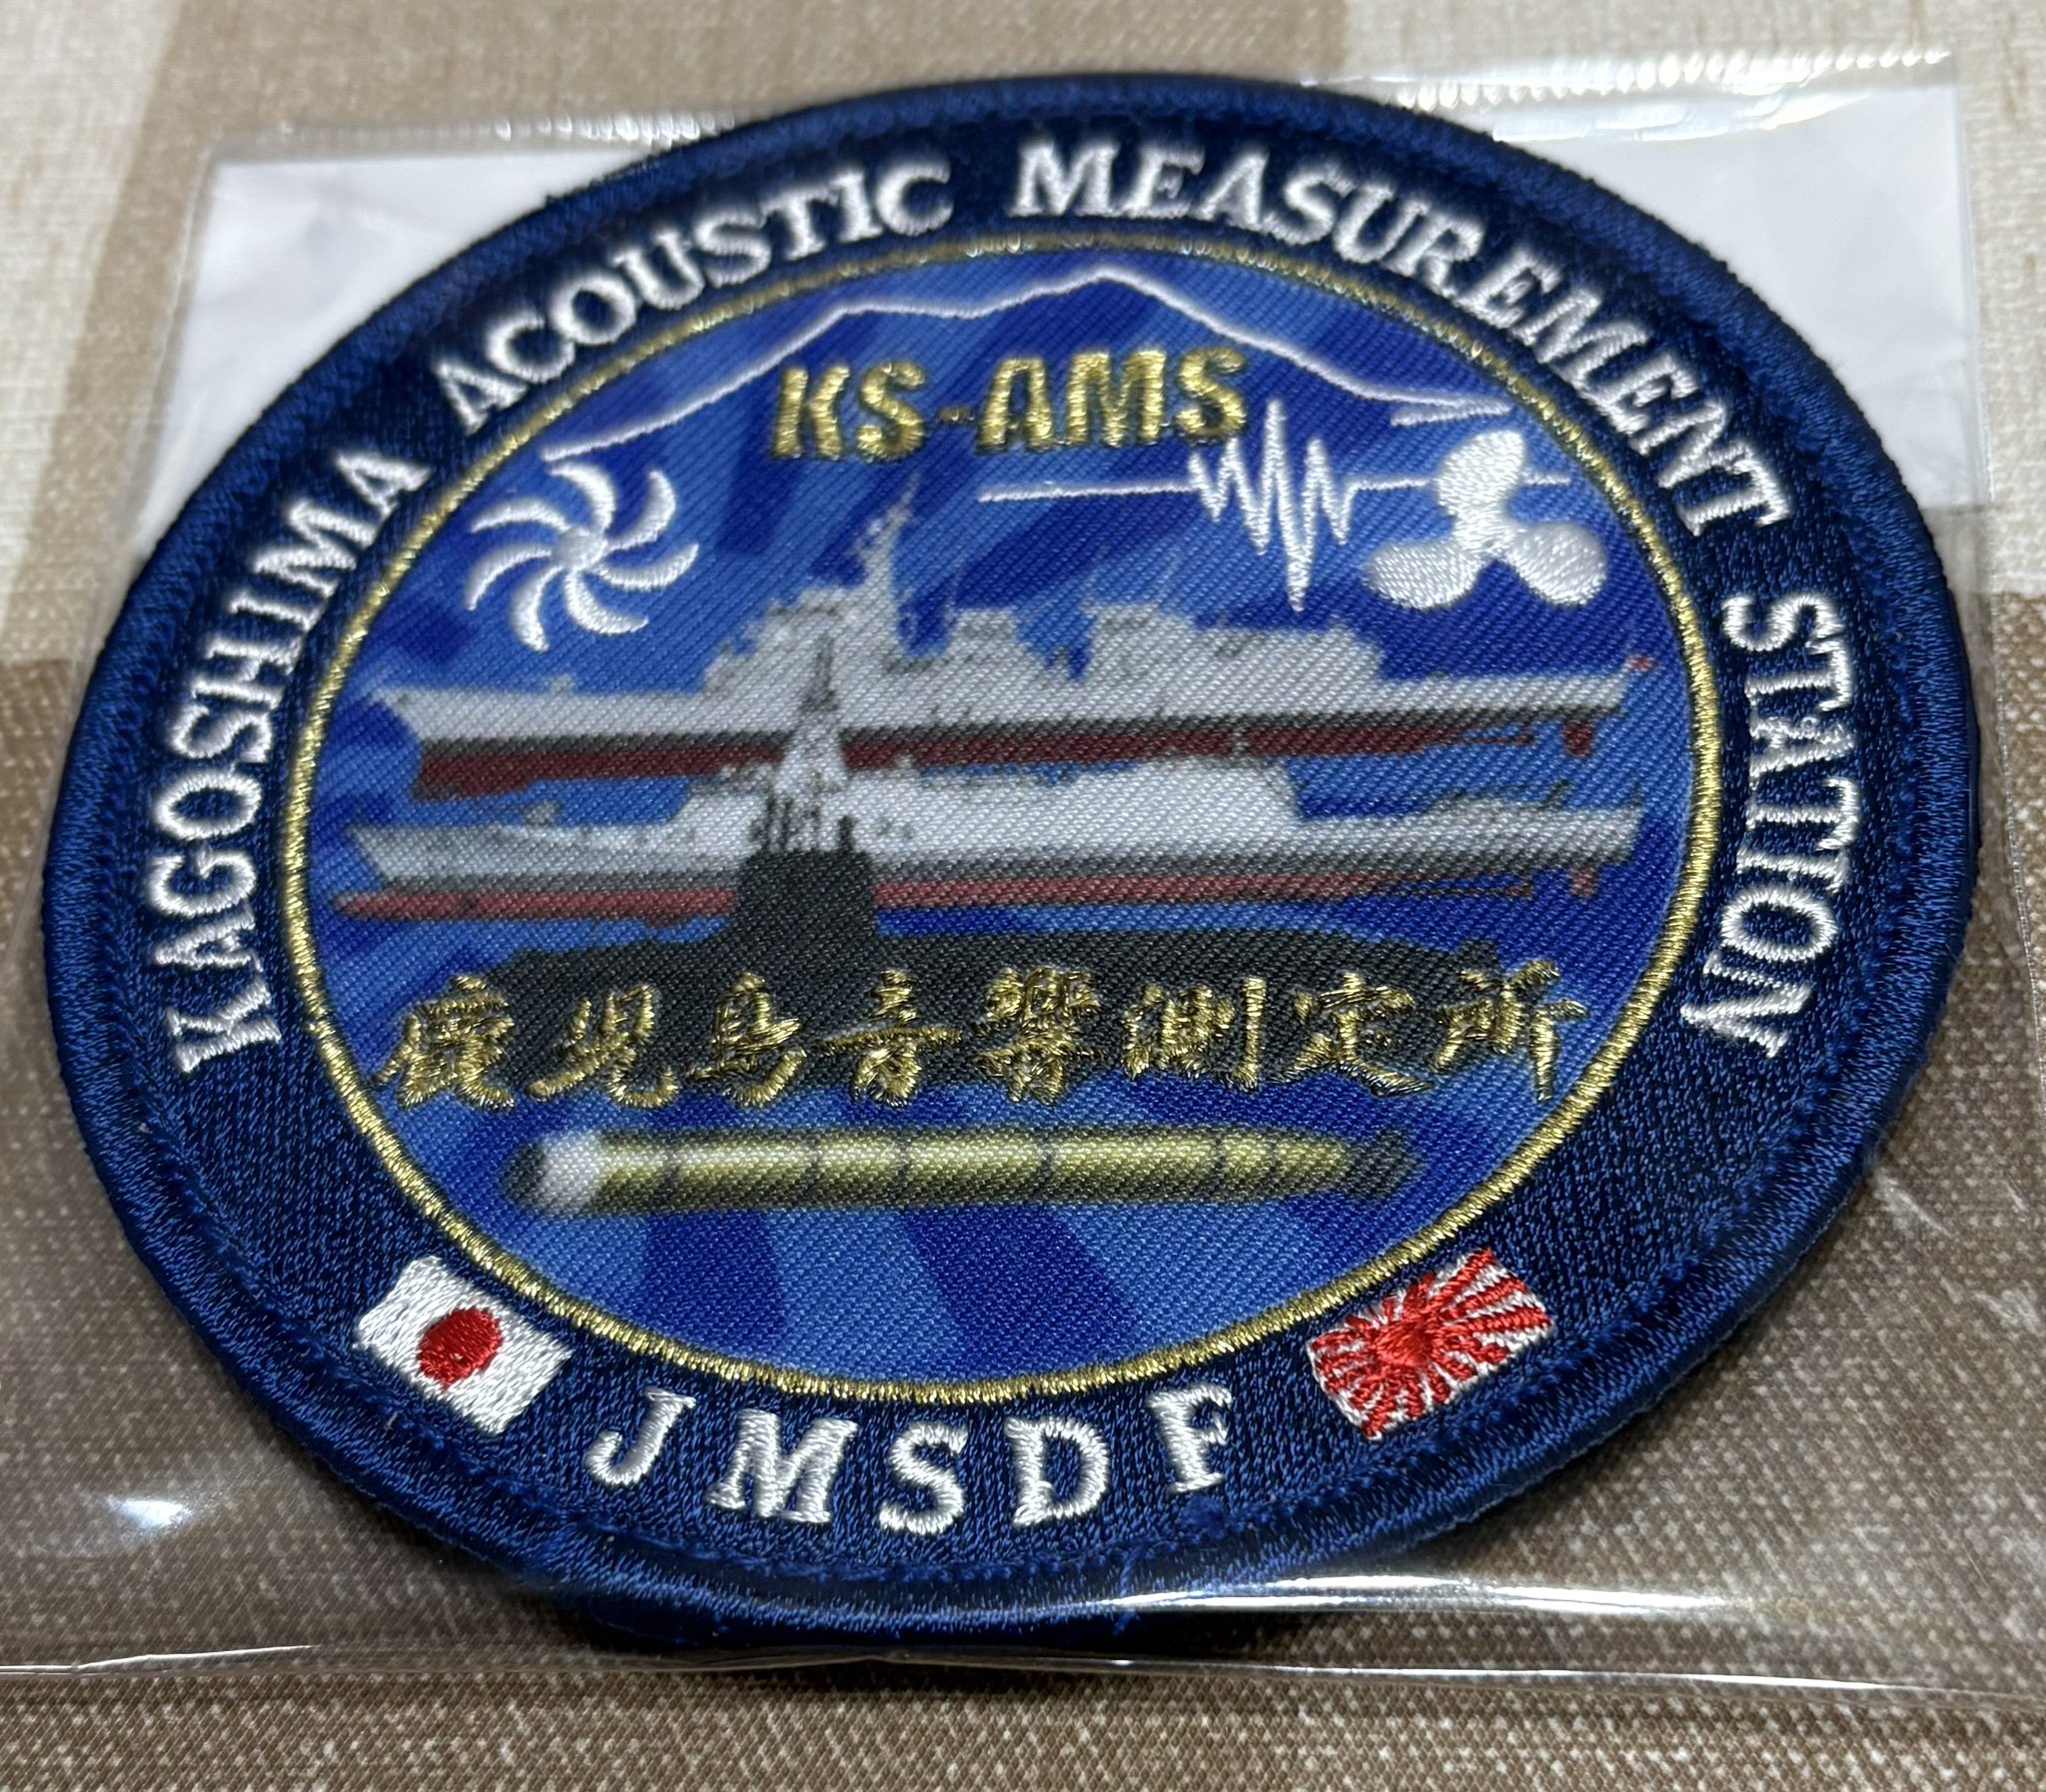 KAGOSHIMA ACOUSTIC MEASUREMENT STATION
KS-AMS
鹿児島音響測定所
JMSDF